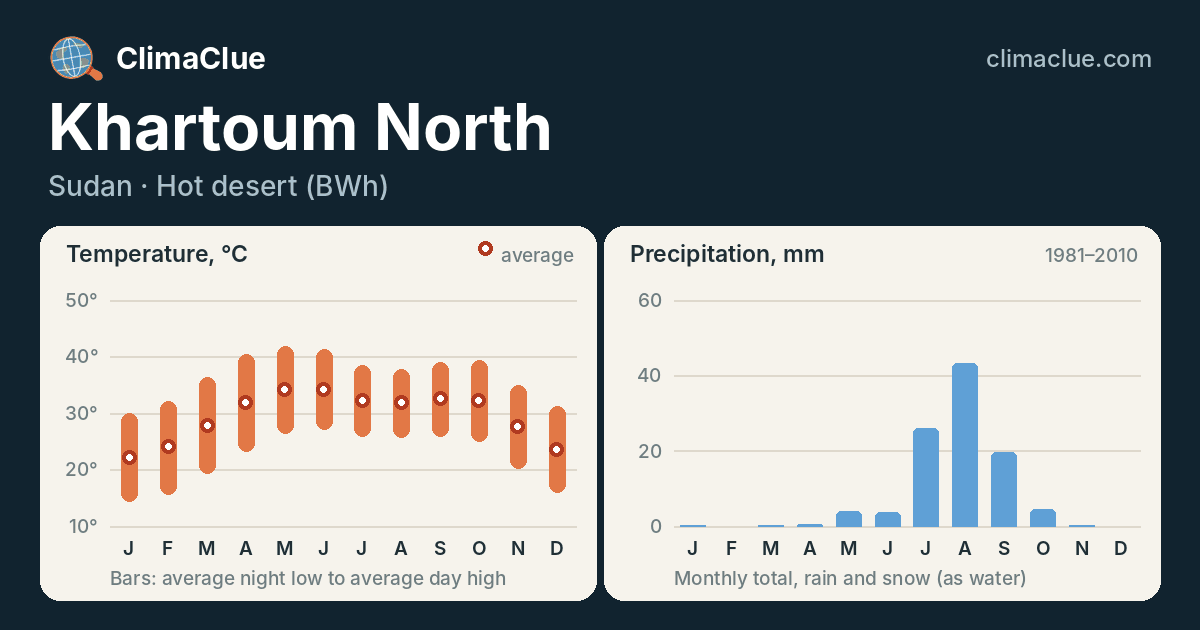 ClimaClue
climaclue.com
Khartoum North
Sudan · Hot desert (BWh)
Temperature, °C
average
50°
40°
30°
20°
10°
J F M A M J J A S O N D
Bars: average night low to average day high
Precipitation, mm
1981–2010
60
40
20
0
J F M A M J J A S O N D
Monthly total, rain and snow (as water)